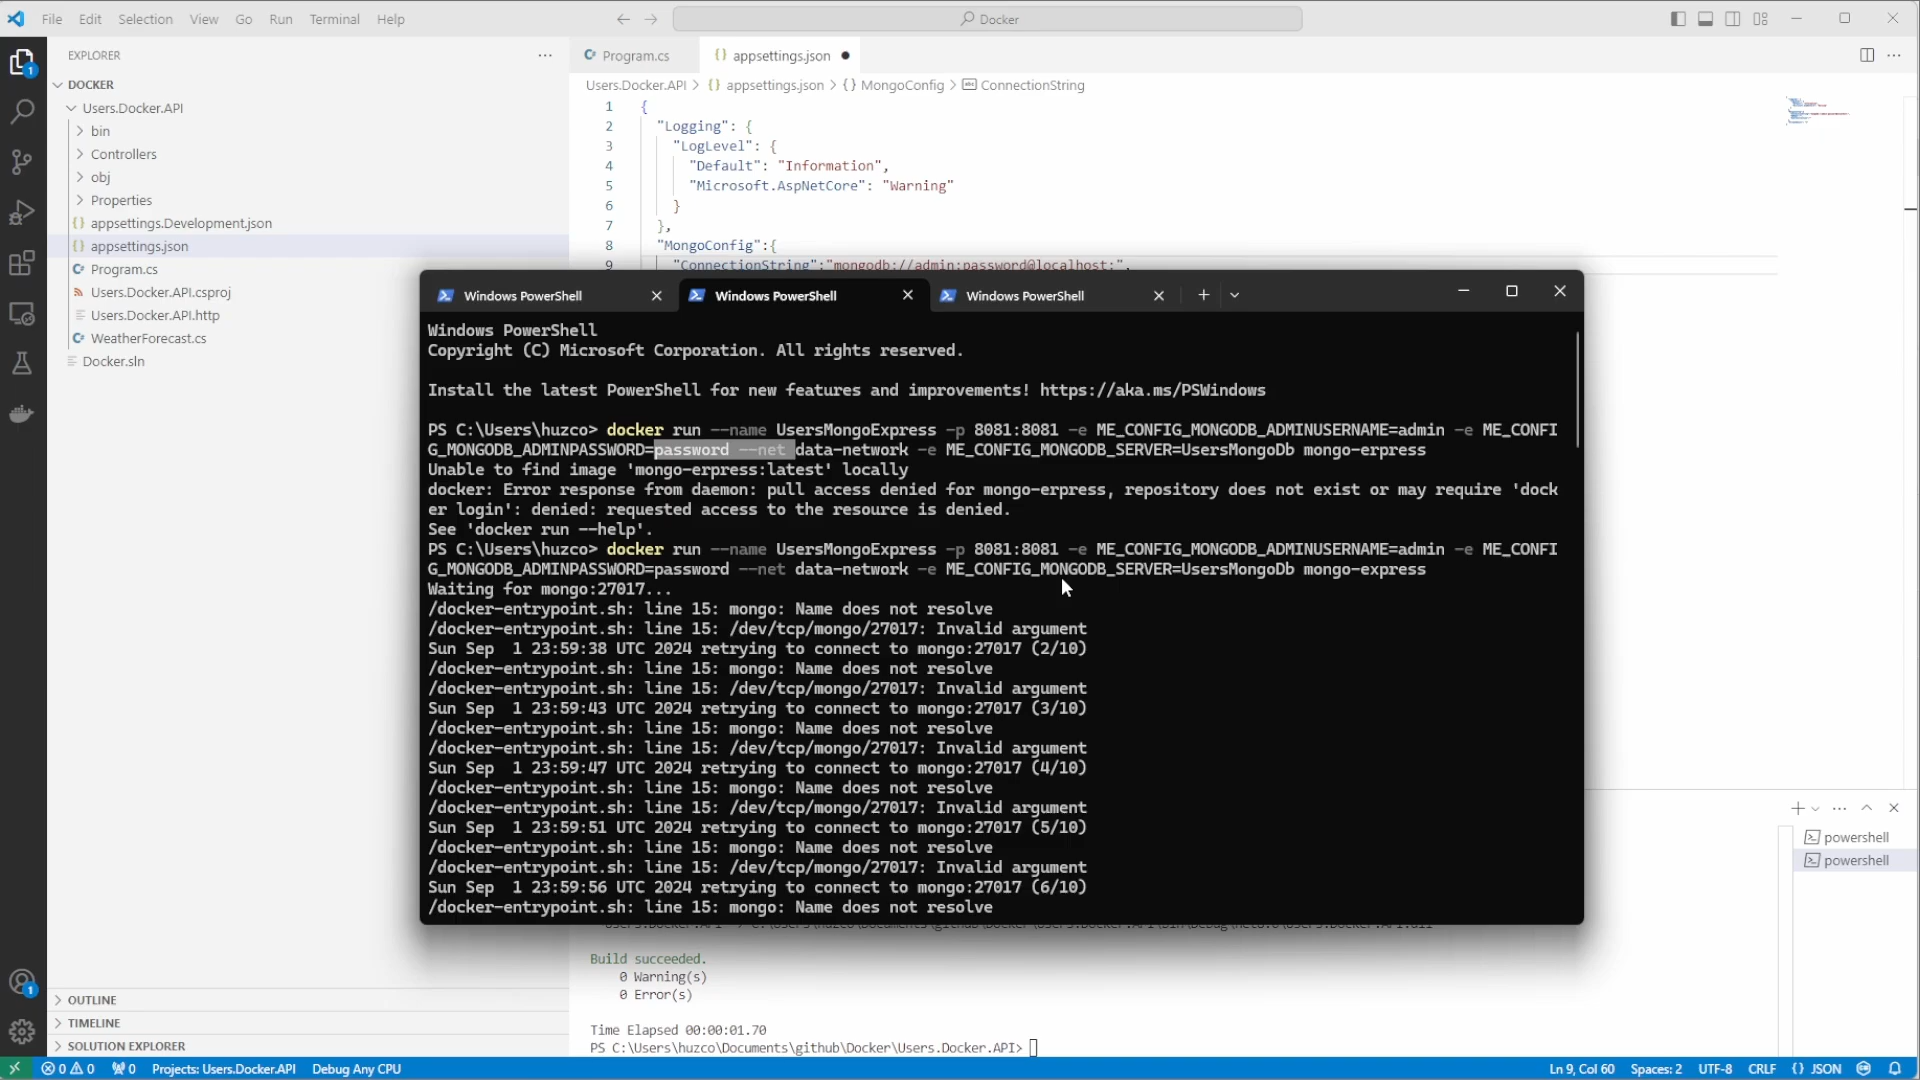 File Edit Selection View Go Run Terminal Help
Docker
EXPLORER
DOCKER
Users.Docker.API
bin
Controllers
obj
Properties
appsettings.Development.json
appsettings.json
Program.cs
Users.Docker.API.csproj
Users.Docker.API.http
WeatherForecast.cs
Docker.sln
OUTLINE
TIMELINE
SOLUTION EXPLORER
Program.cs appsettings.json
Users.Docker.API > {} appsettings.json > {} MongoConfig > ConnectionString
1 {
2 "Logging": {
3 "LogLevel": {
4 "Default": "Information",
5 "Microsoft.AspNetCore": "Warning"
6 }
7 },
8 "MongoConfig":{
9 "ConnectionString":"mongodb://admin:password@localhost:",
Windows PowerShell Windows PowerShell Windows PowerShell
Windows PowerShell
Copyright (C) Microsoft Corporation. All rights reserved.
Install the latest PowerShell for new features and improvements! https://aka.ms/PSWindows
PS C:\Users\huzco> docker run --name UsersMongoExpress -p 8081:8081 -e ME_CONFIG_MONGODB_ADMINUSERNAME=admin -e ME_CONFI
G_MONGODB_ADMINPASSWORD=password --net data-network -e ME_CONFIG_MONGODB_SERVER=UsersMongoDb mongo-erpress
Unable to find image 'mongo-erpress:latest' locally
docker: Error response from daemon: pull access denied for mongo-erpress, repository does not exist or may require 'dock
er login': denied: requested access to the resource is denied.
See 'docker run --help'.
PS C:\Users\huzco> docker run --name UsersMongoExpress -p 8081:8081 -e ME_CONFIG_MONGODB_ADMINUSERNAME=admin -e ME_CONFI
G_MONGODB_ADMINPASSWORD=password --net data-network -e ME_CONFIG_MONGODB_SERVER=UsersMongoDb mongo-express
Waiting for mongo:27017...
/docker-entrypoint.sh: line 15: mongo: Name does not resolve
/docker-entrypoint.sh: line 15: /dev/tcp/mongo/27017: Invalid argument
Sun Sep  1 23:59:38 UTC 2024 retrying to connect to mongo:27017 (2/10)
/docker-entrypoint.sh: line 15: mongo: Name does not resolve
/docker-entrypoint.sh: line 15: /dev/tcp/mongo/27017: Invalid argument
Sun Sep  1 23:59:43 UTC 2024 retrying to connect to mongo:27017 (3/10)
/docker-entrypoint.sh: line 15: mongo: Name does not resolve
/docker-entrypoint.sh: line 15: /dev/tcp/mongo/27017: Invalid argument
Sun Sep  1 23:59:47 UTC 2024 retrying to connect to mongo:27017 (4/10)
/docker-entrypoint.sh: line 15: mongo: Name does not resolve
/docker-entrypoint.sh: line 15: /dev/tcp/mongo/27017: Invalid argument
Sun Sep  1 23:59:51 UTC 2024 retrying to connect to mongo:27017 (5/10)
/docker-entrypoint.sh: line 15: mongo: Name does not resolve
/docker-entrypoint.sh: line 15: /dev/tcp/mongo/27017: Invalid argument
Sun Sep  1 23:59:56 UTC 2024 retrying to connect to mongo:27017 (6/10)
/docker-entrypoint.sh: line 15: mongo: Name does not resolve
powershell
powershell
Build succeeded.
0 Warning(s)
0 Error(s)
Time Elapsed 00:00:01.70
PS C:\Users\huzco\Documents\github\Docker\Users.Docker.API>
0 0 0 Projects: Users.Docker.API Debug Any CPU Ln 9, Col 60 Spaces: 2 UTF-8 CRLF {} JSON